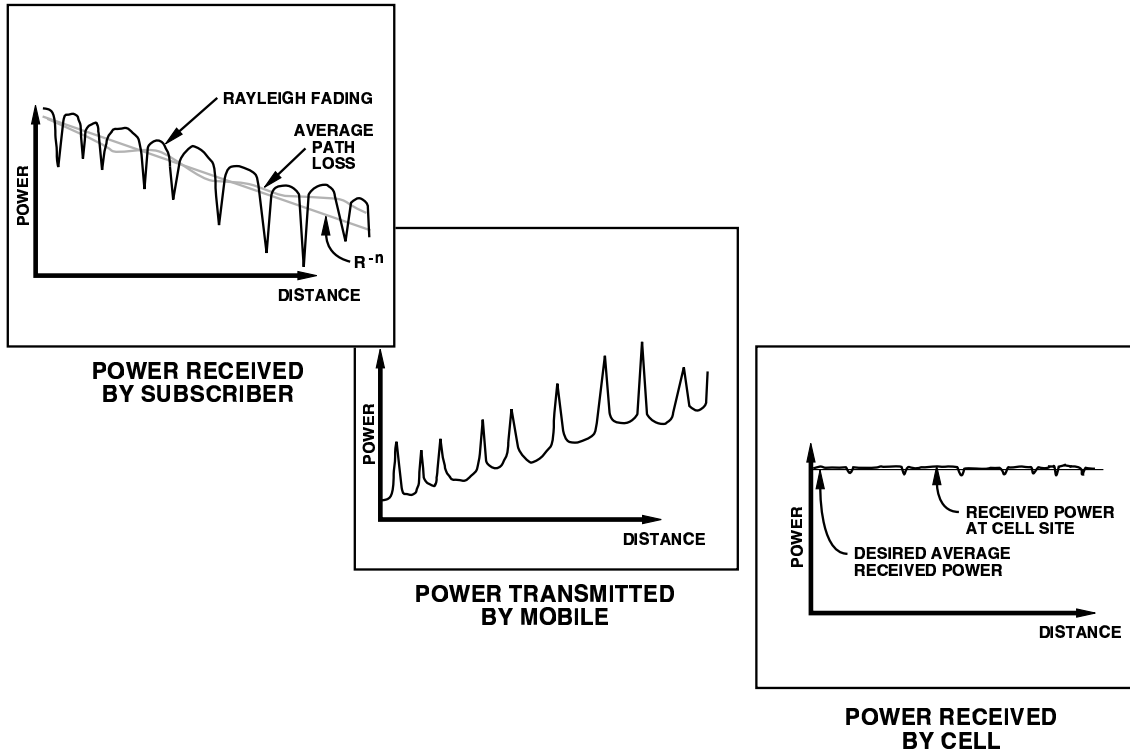 RAYLEIGH FADING
AVERAGE
PATH
LOSS
POWER
R-n
DISTANCE
POWER RECEIVED
BY SUBSCRIBER
POWER
DISTANCE
POWER TRANSMITTED
BY MOBILE
POWER
RECEIVED POWER
AT CELL SITE
DESIRED AVERAGE
RECEIVED POWER
DISTANCE
POWER RECEIVED
BY CELL